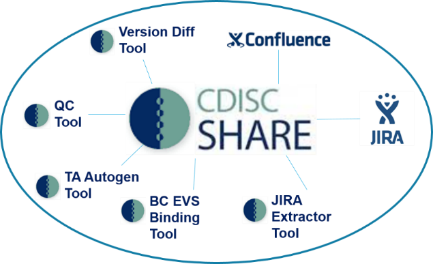 Version Diff
Tool
Confluence
QC
Tool
CDISC
SHARE
JIRA
TA Autogen
Tool
BC EVS
Binding
Tool
JIRA
Extractor
Tool